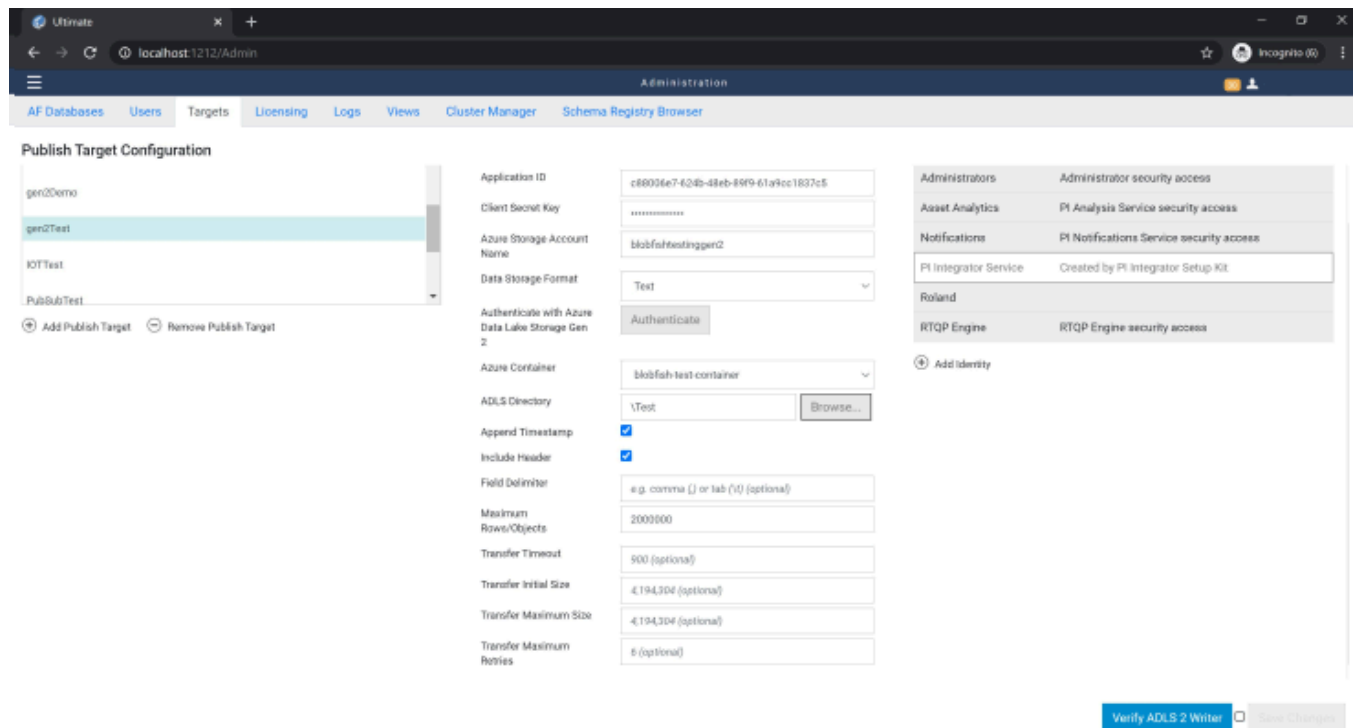 Ultimate
localhost:1212/Admin
Incognito (6)
Administration
AF Databases Users Targets Licensing Logs Views Cluster Manager Schema Registry Browser
Publish Target Configuration
gen2Demo
gen2Test
IOTTest
PubSubTest
Add Publish Target Remove Publish Target
Application ID c88006e7-624b-48eb-89f9-61a9cc1837c5
Client Secret Key
Azure Storage Account
Name
blobfishtestinggen2
Data Storage Format Text
Authenticate with Azure
Data Lake Storage Gen
2
Authenticate
Azure Container blobfish-test-container
ADLS Directory \Test Browse...
Append Timestamp
Include Header
Field Delimiter e.g. comma (,) or tab (\t) (optional)
Maximum
Rows/Objects
2000000
Transfer Timeout 900 (optional)
Transfer Initial Size 4,194,304 (optional)
Transfer Maximum Size 4,194,304 (optional)
Transfer Maximum
Retries
6 (optional)
Administrators Administrator security access
Asset Analytics PI Analysis Service security access
Notifications PI Notifications Service security access
PI Integrator Service Created by PI Integrator Setup Kit
Roland
RTQP Engine RTQP Engine security access
Add Identity
Verify ADLS 2 Writer Save Changes